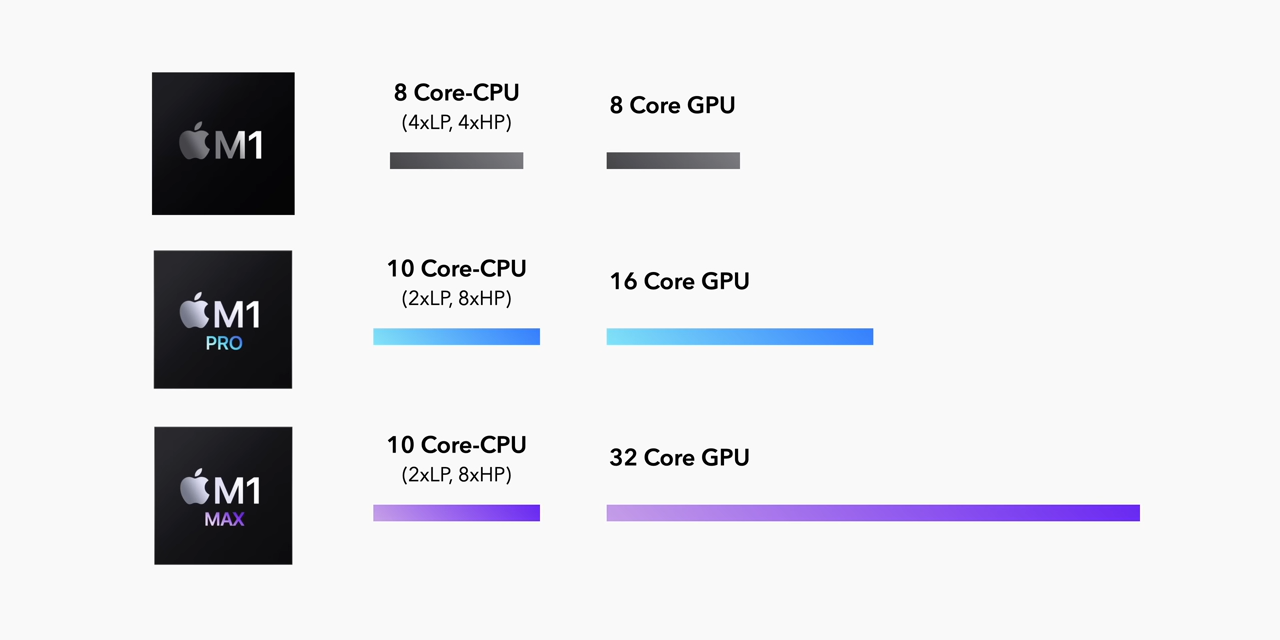 M1
8 Core-CPU
(4xLP, 4xHP)
8 Core GPU
M1
PRO
10 Core-CPU
(2xLP, 8xHP)
16 Core GPU
M1
MAX
10 Core-CPU
(2xLP, 8xHP)
32 Core GPU